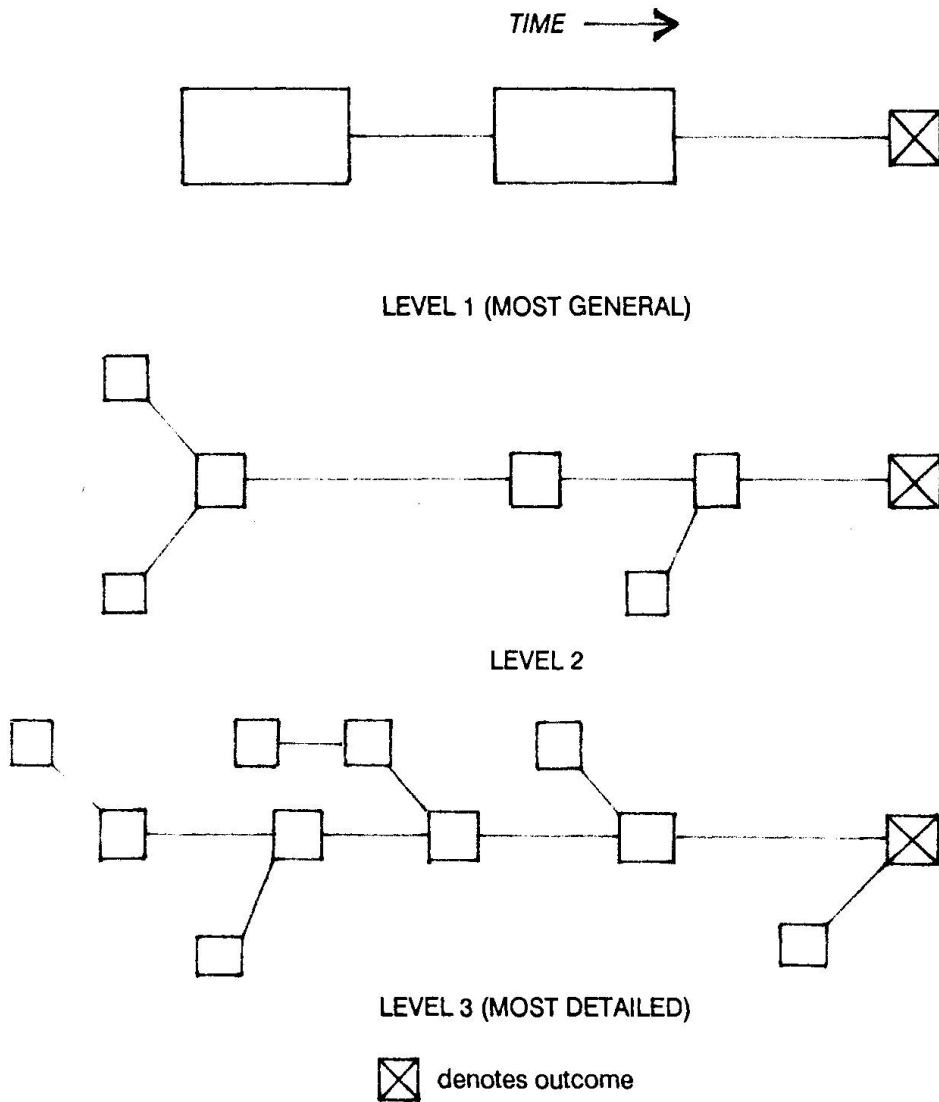 TIME
LEVEL 1 (MOST GENERAL)
LEVEL 2
LEVEL 3 (MOST DETAILED)
denotes outcome